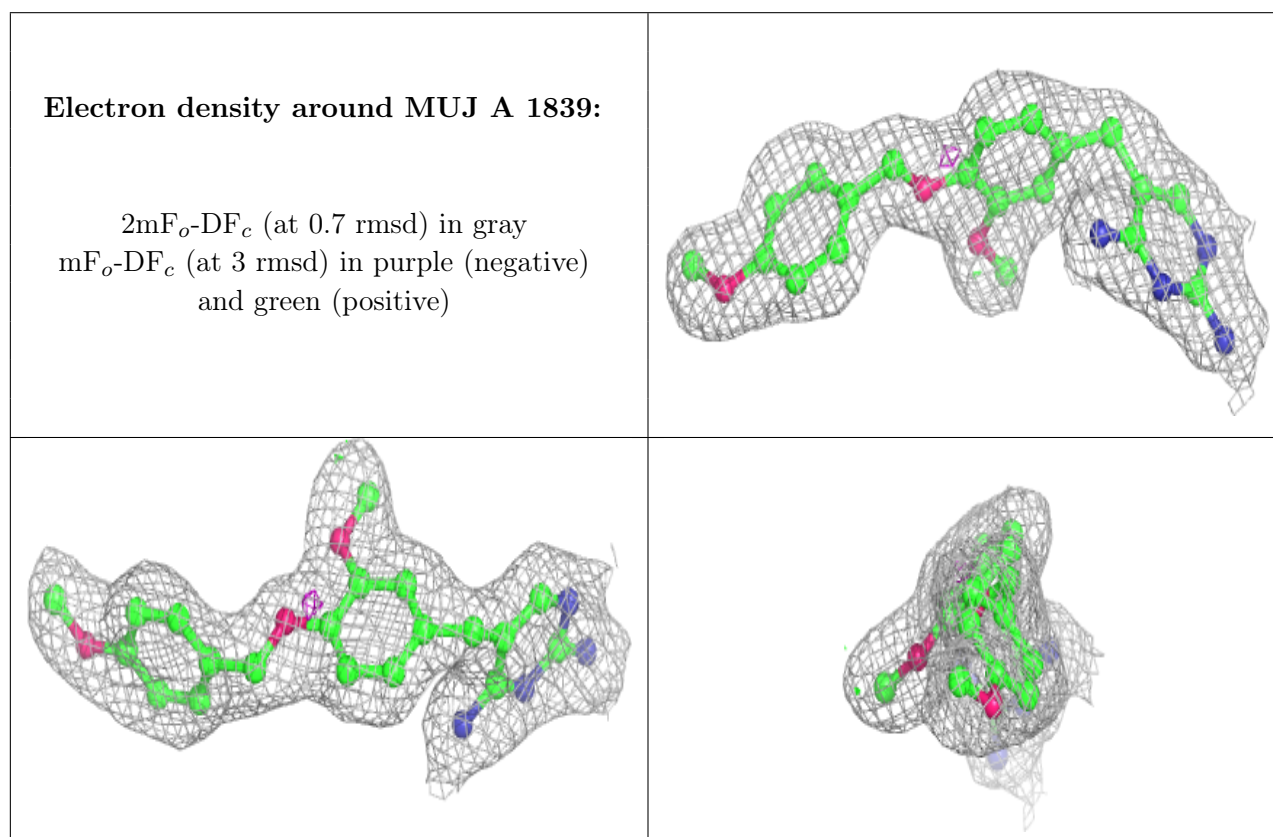 Electron density around MUJ A 1839:
2mFo-DFc (at 0.7 rmsd) in gray
mFo-DFc (at 3 rmsd) in purple (negative)
and green (positive)